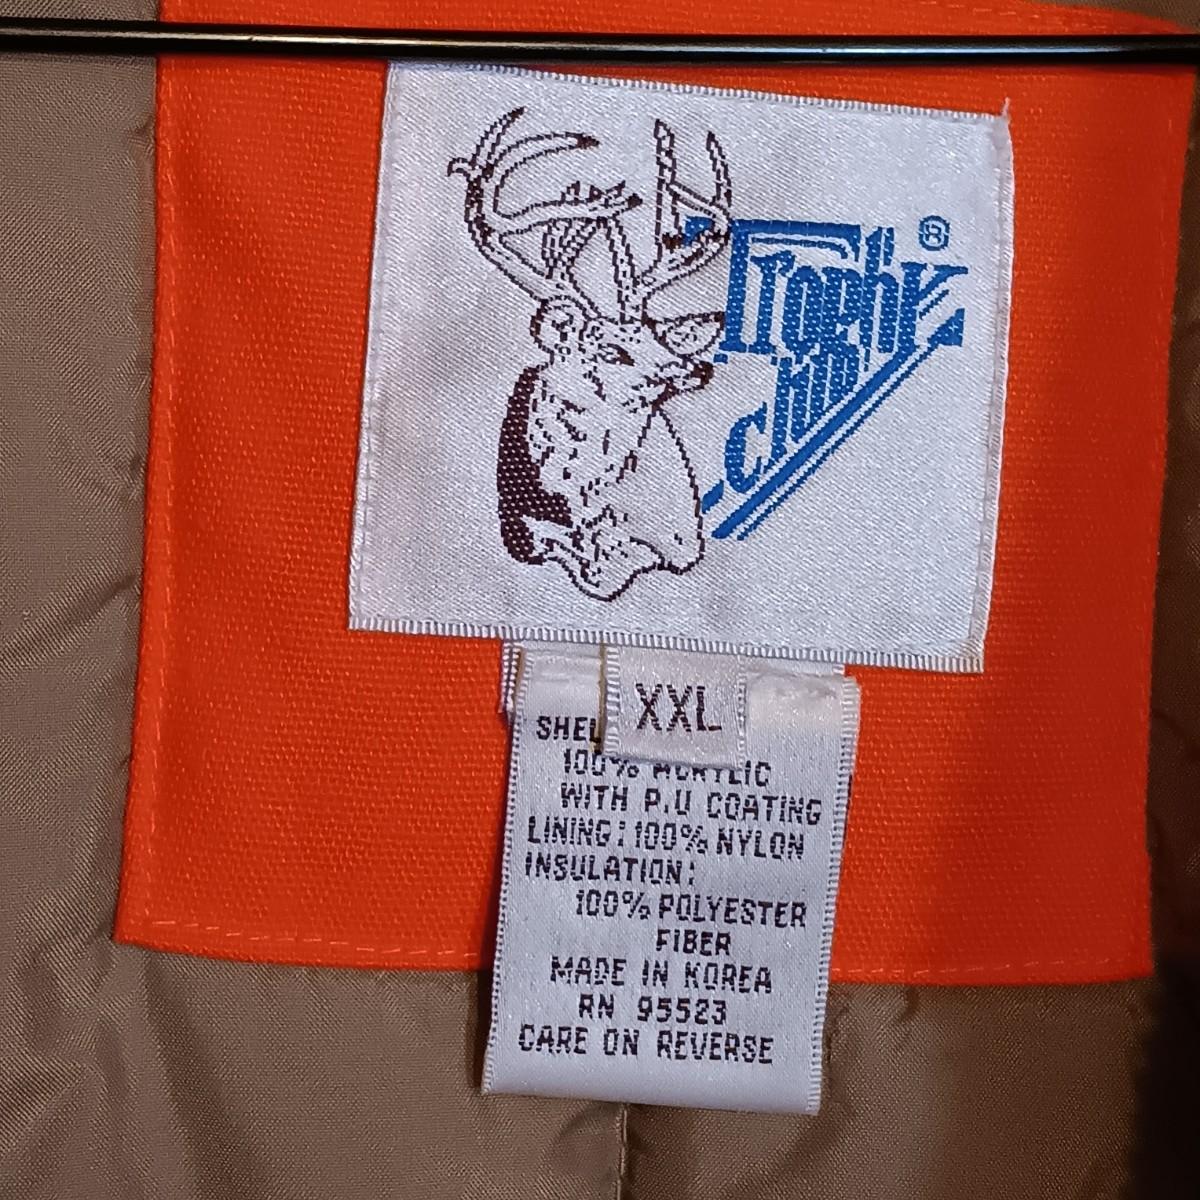 Trophy ®
Club
XXL
SHEL
100% ACRYLIC
WITH P.U COATING
LINING:100% NYLON
INSULATION:
100% POLYESTER
FIBER
MADE IN KOREA
RN 95523
CARE ON REVERSE